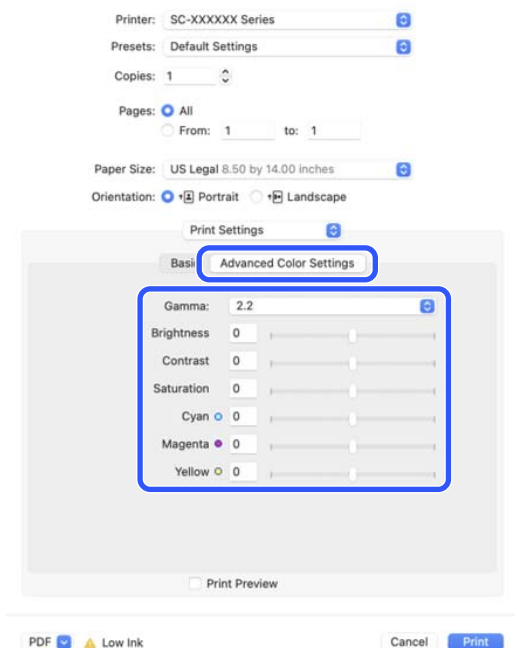 Printer: SC-XXXXXX Series
Presets: Default Settings
Copies: 1
Pages: All
From: 1 to: 1
Paper Size: US Legal 8.50 by 14.00 inches
Orientation: Portrait Landscape
Print Settings
Basi Advanced Color Settings
Gamma: 2.2
Brightness 0
Contrast 0
Saturation 0
Cyan 0
Magenta 0
Yellow 0
Print Preview
PDF Low Ink Cancel Print